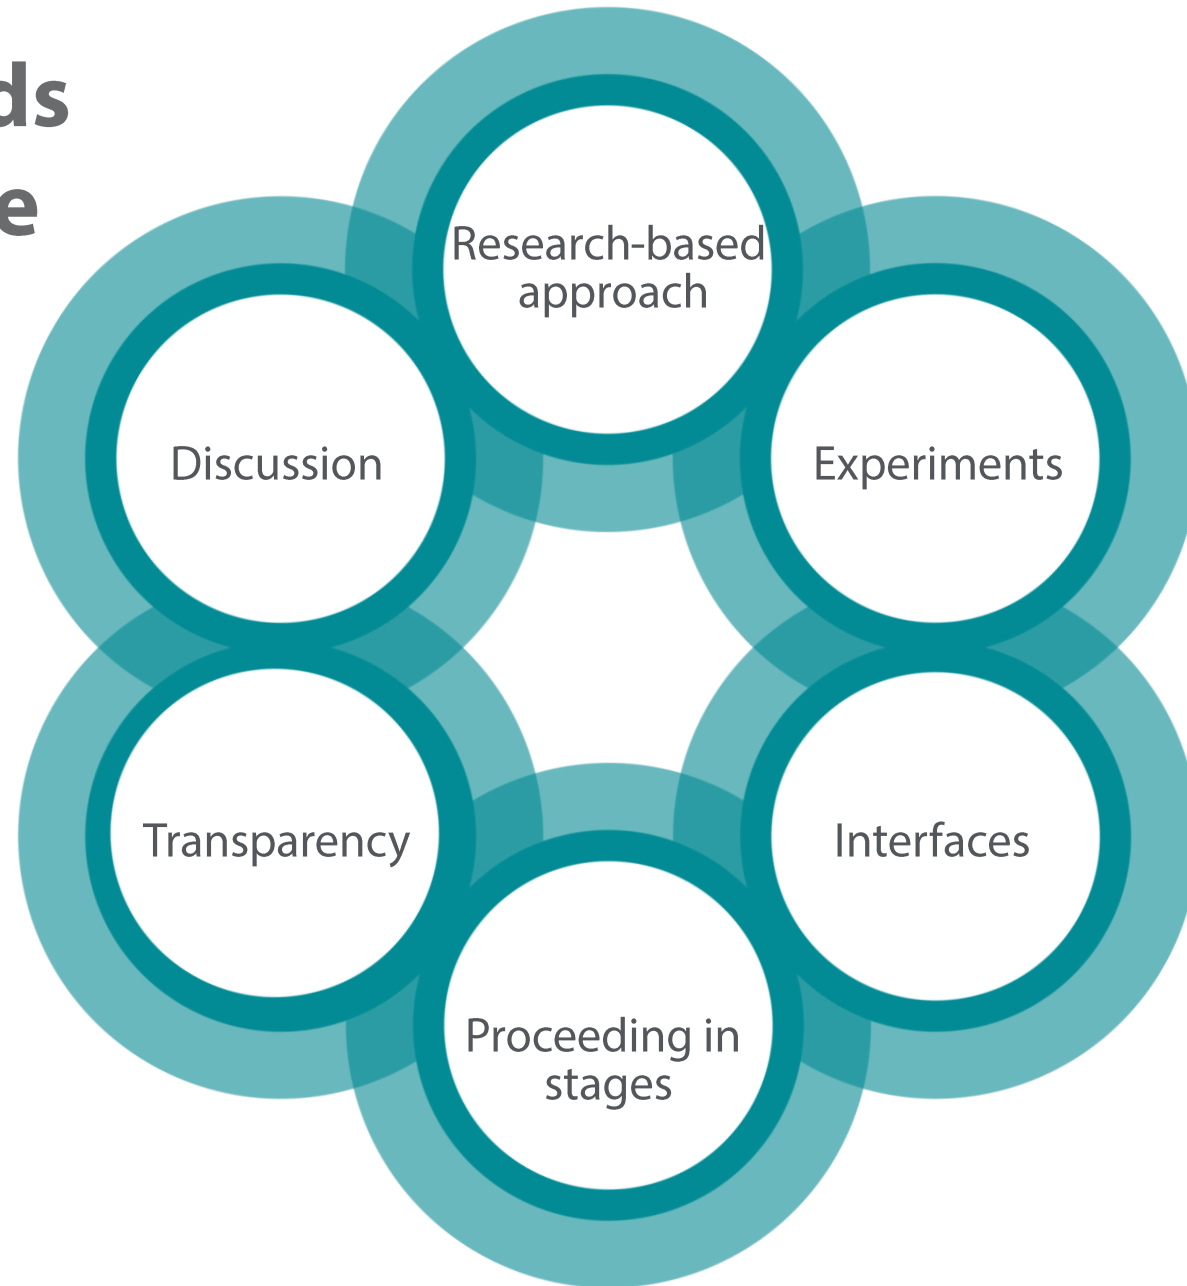 ds
e
Research-based
approach
Discussion
Experiments
Transparency
Interfaces
Proceeding in
stages